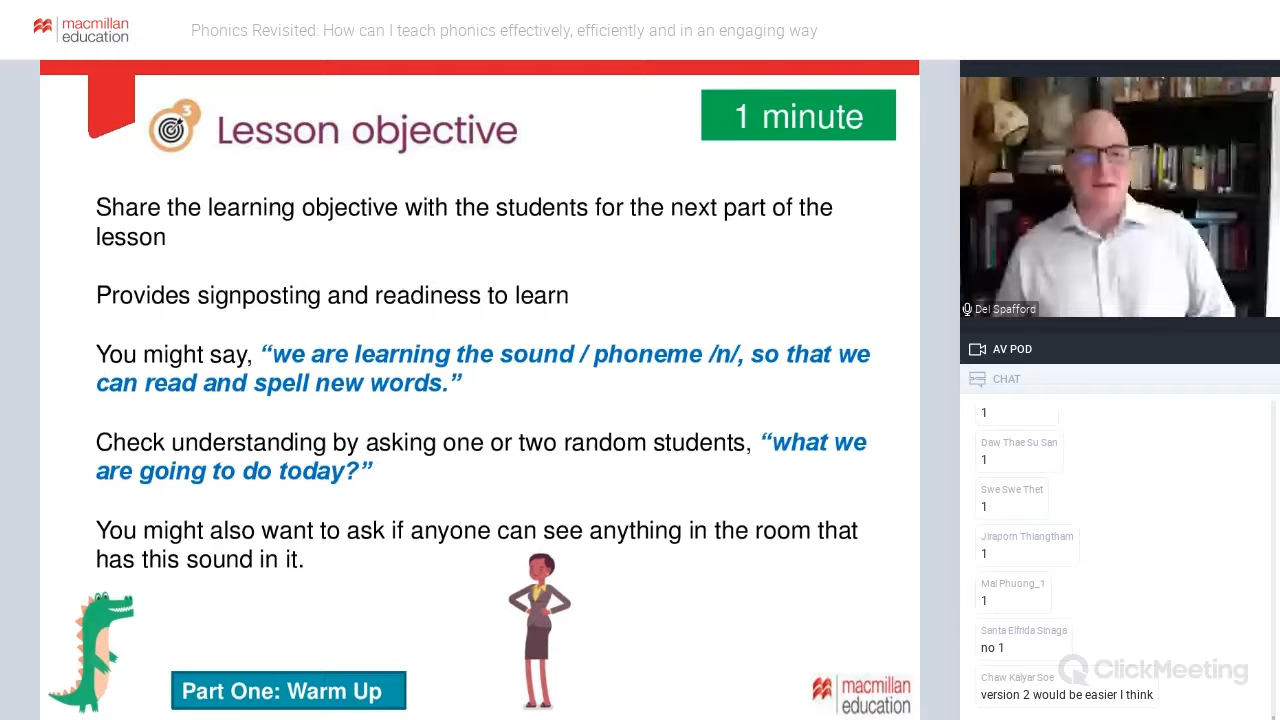 macmillan
education
Phonics Revisited: How can I teach phonics effectively, efficiently and in an engaging way
3
Lesson objective
1 minute
Share the learning objective with the students for the next part of the
lesson
Provides signposting and readiness to learn
You might say, “we are learning the sound / phoneme /n/, so that we
can read and spell new words.”
Check understanding by asking one or two random students, “what we
are going to do today?”
You might also want to ask if anyone can see anything in the room that
has this sound in it.
Part One: Warm Up
macmillan
education
Del Spafford
AV POD
CHAT
1
Daw Thae Su San
1
Swe Swe Thet
1
Jiraporn Thiangtham
1
Mai Phuong_1
1
Santa Elfrida Sinaga
no 1
Chaw Kalyar Soe
version 2 would be easier I think
ClickMeeting